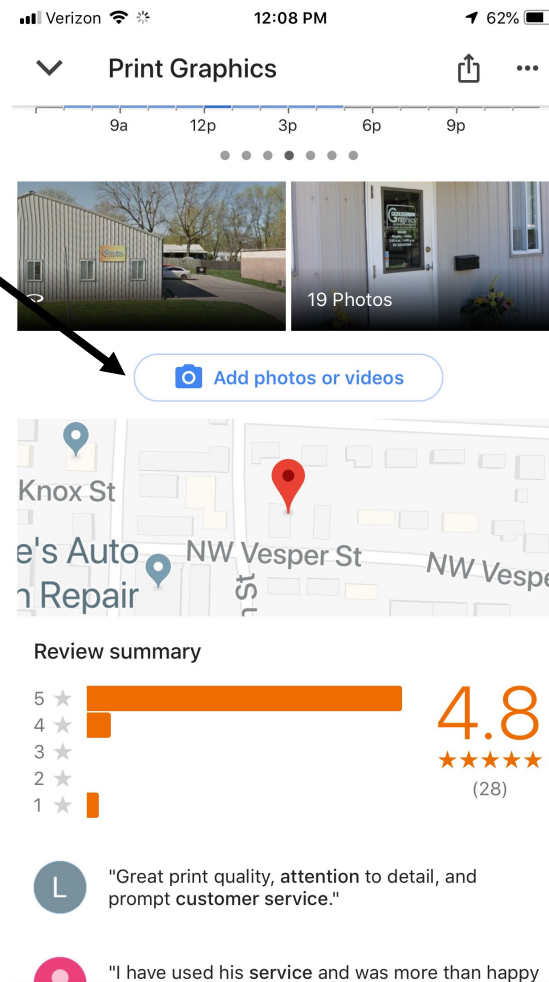 Verizon 12:08 PM 62%
Print Graphics
9a 12p 3p 6p 9p
19 Photos
Add photos or videos
Knox St
e's Auto
n Repair
NW Vesper St
NW Vespe
n St
Review summary
5
4
3
2
1
4.8
(28)
L
"Great print quality, attention to detail, and
prompt customer service."
"I have used his service and was more than happy